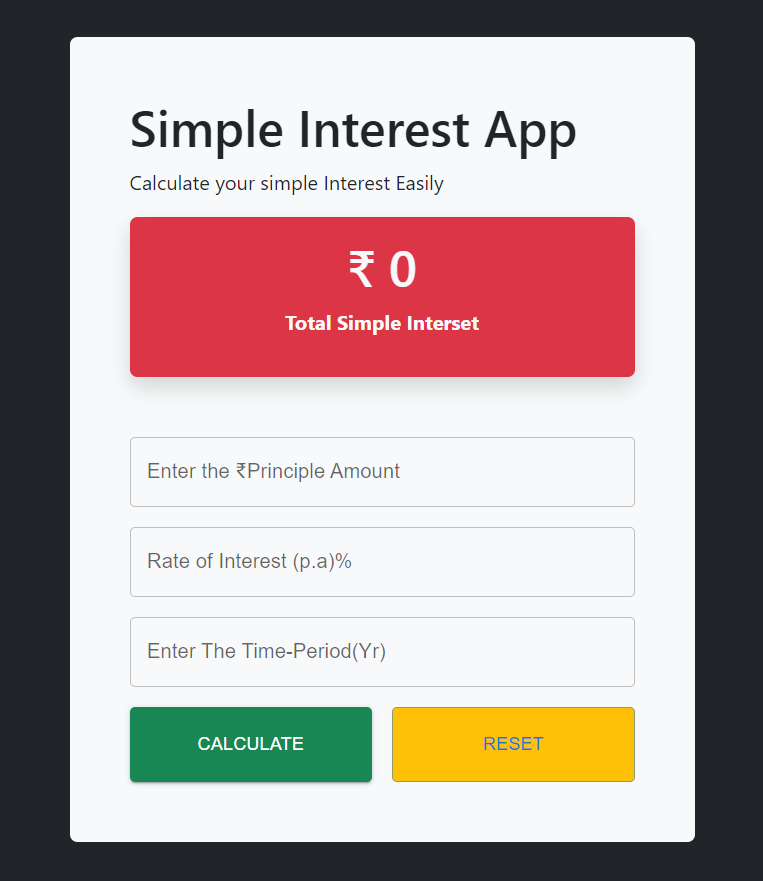 Simple Interest App
Calculate your simple Interest Easily
₹ 0
Total Simple Interset
Enter the ₹Principle Amount
Rate of Interest (p.a)%
Enter The Time-Period(Yr)
CALCULATE
RESET